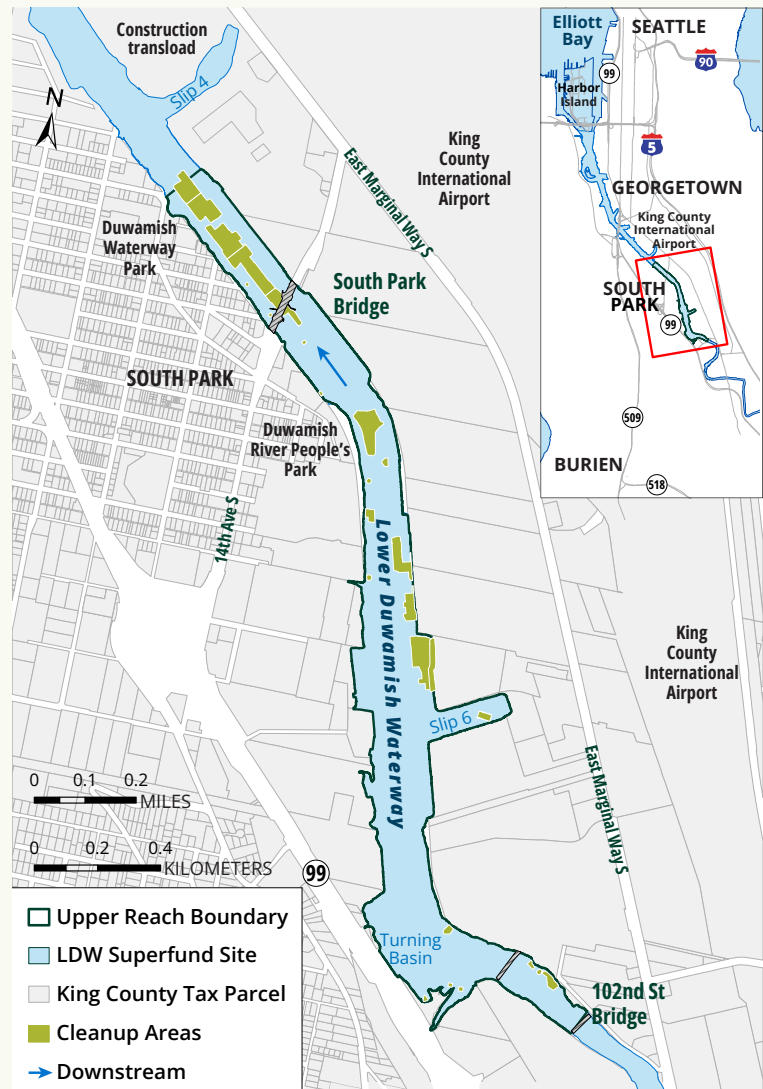 Construction
transload
Slip 4
N
King
County
International
Airport
East Marginal Way S
Duwamish
Waterway
Park
South Park
Bridge
SOUTH PARK
Duwamish
River People's
Park
14th Ave S
Lower Duwamish Waterway
King
County
International
Airport
Slip 6
East Marginal Way S
0 0.1 0.2
MILES
0 0.2 0.4
KILOMETERS
99
Turning
Basin
102nd St
Bridge
Upper Reach Boundary
LDW Superfund Site
King County Tax Parcel
Cleanup Areas
Downstream
Elliott
Bay
SEATTLE
99
90
Harbor
Island
5
GEORGETOWN
King County
International
Airport
SOUTH
PARK
99
509
BURIEN
518